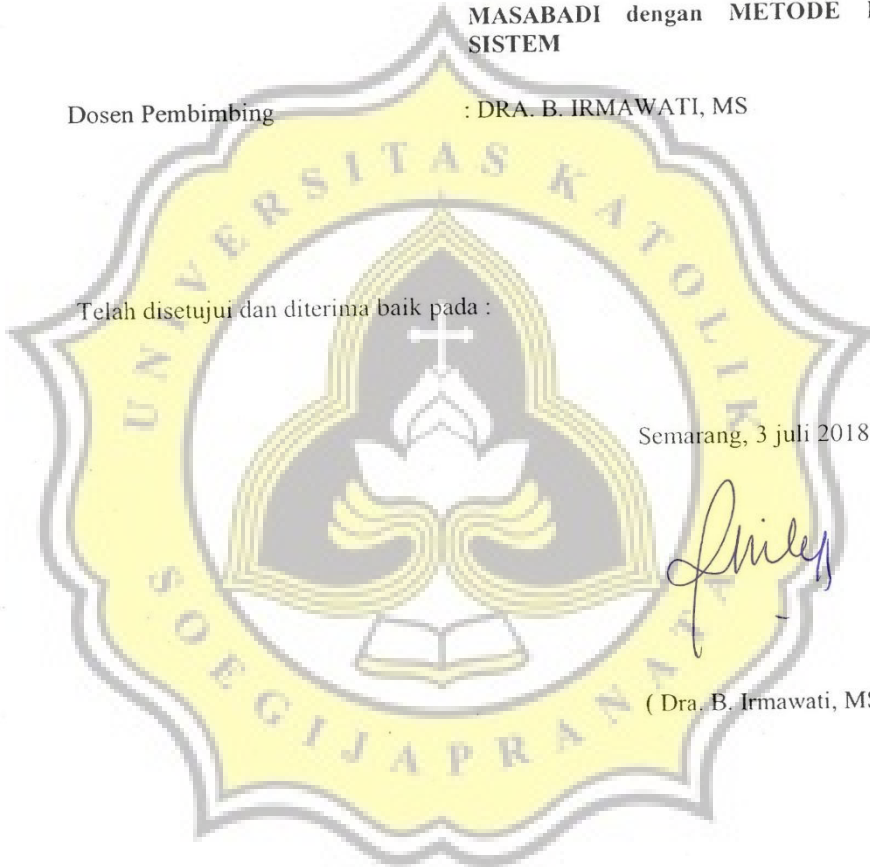 MASABADI dengan METODE
SISTEM
Dosen Pembimbing : DRA. B. IRMAWATI, MS
UNIVERSITAS KATOLIK
Telah disetujui dan diterima baik pada :
Semarang, 3 juli 2018
( Dra. B. Irmawati, MS
SOEGIJAPRANATA